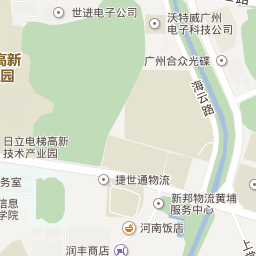 世进电子公司
沃特威广州
电子科技公司
高新
园
广州合众光碟
海云路
日立电梯高新
技术产业园
捷世通物流
务室
信息
学院
新邦物流黄埔
服务中心
河南饭店
润丰商店
上